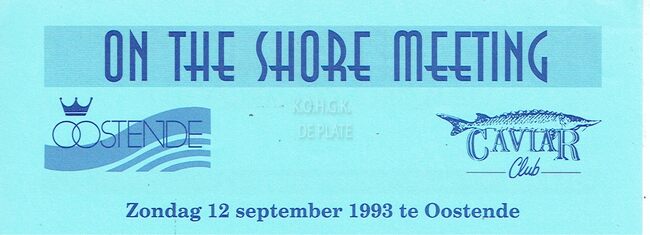 ON THE SHORE MEETING
K.O.H.G.K.
DE PLATE
OOSTENDE
CAVIAR
Club
Zondag 12 september 1993 te Oostende